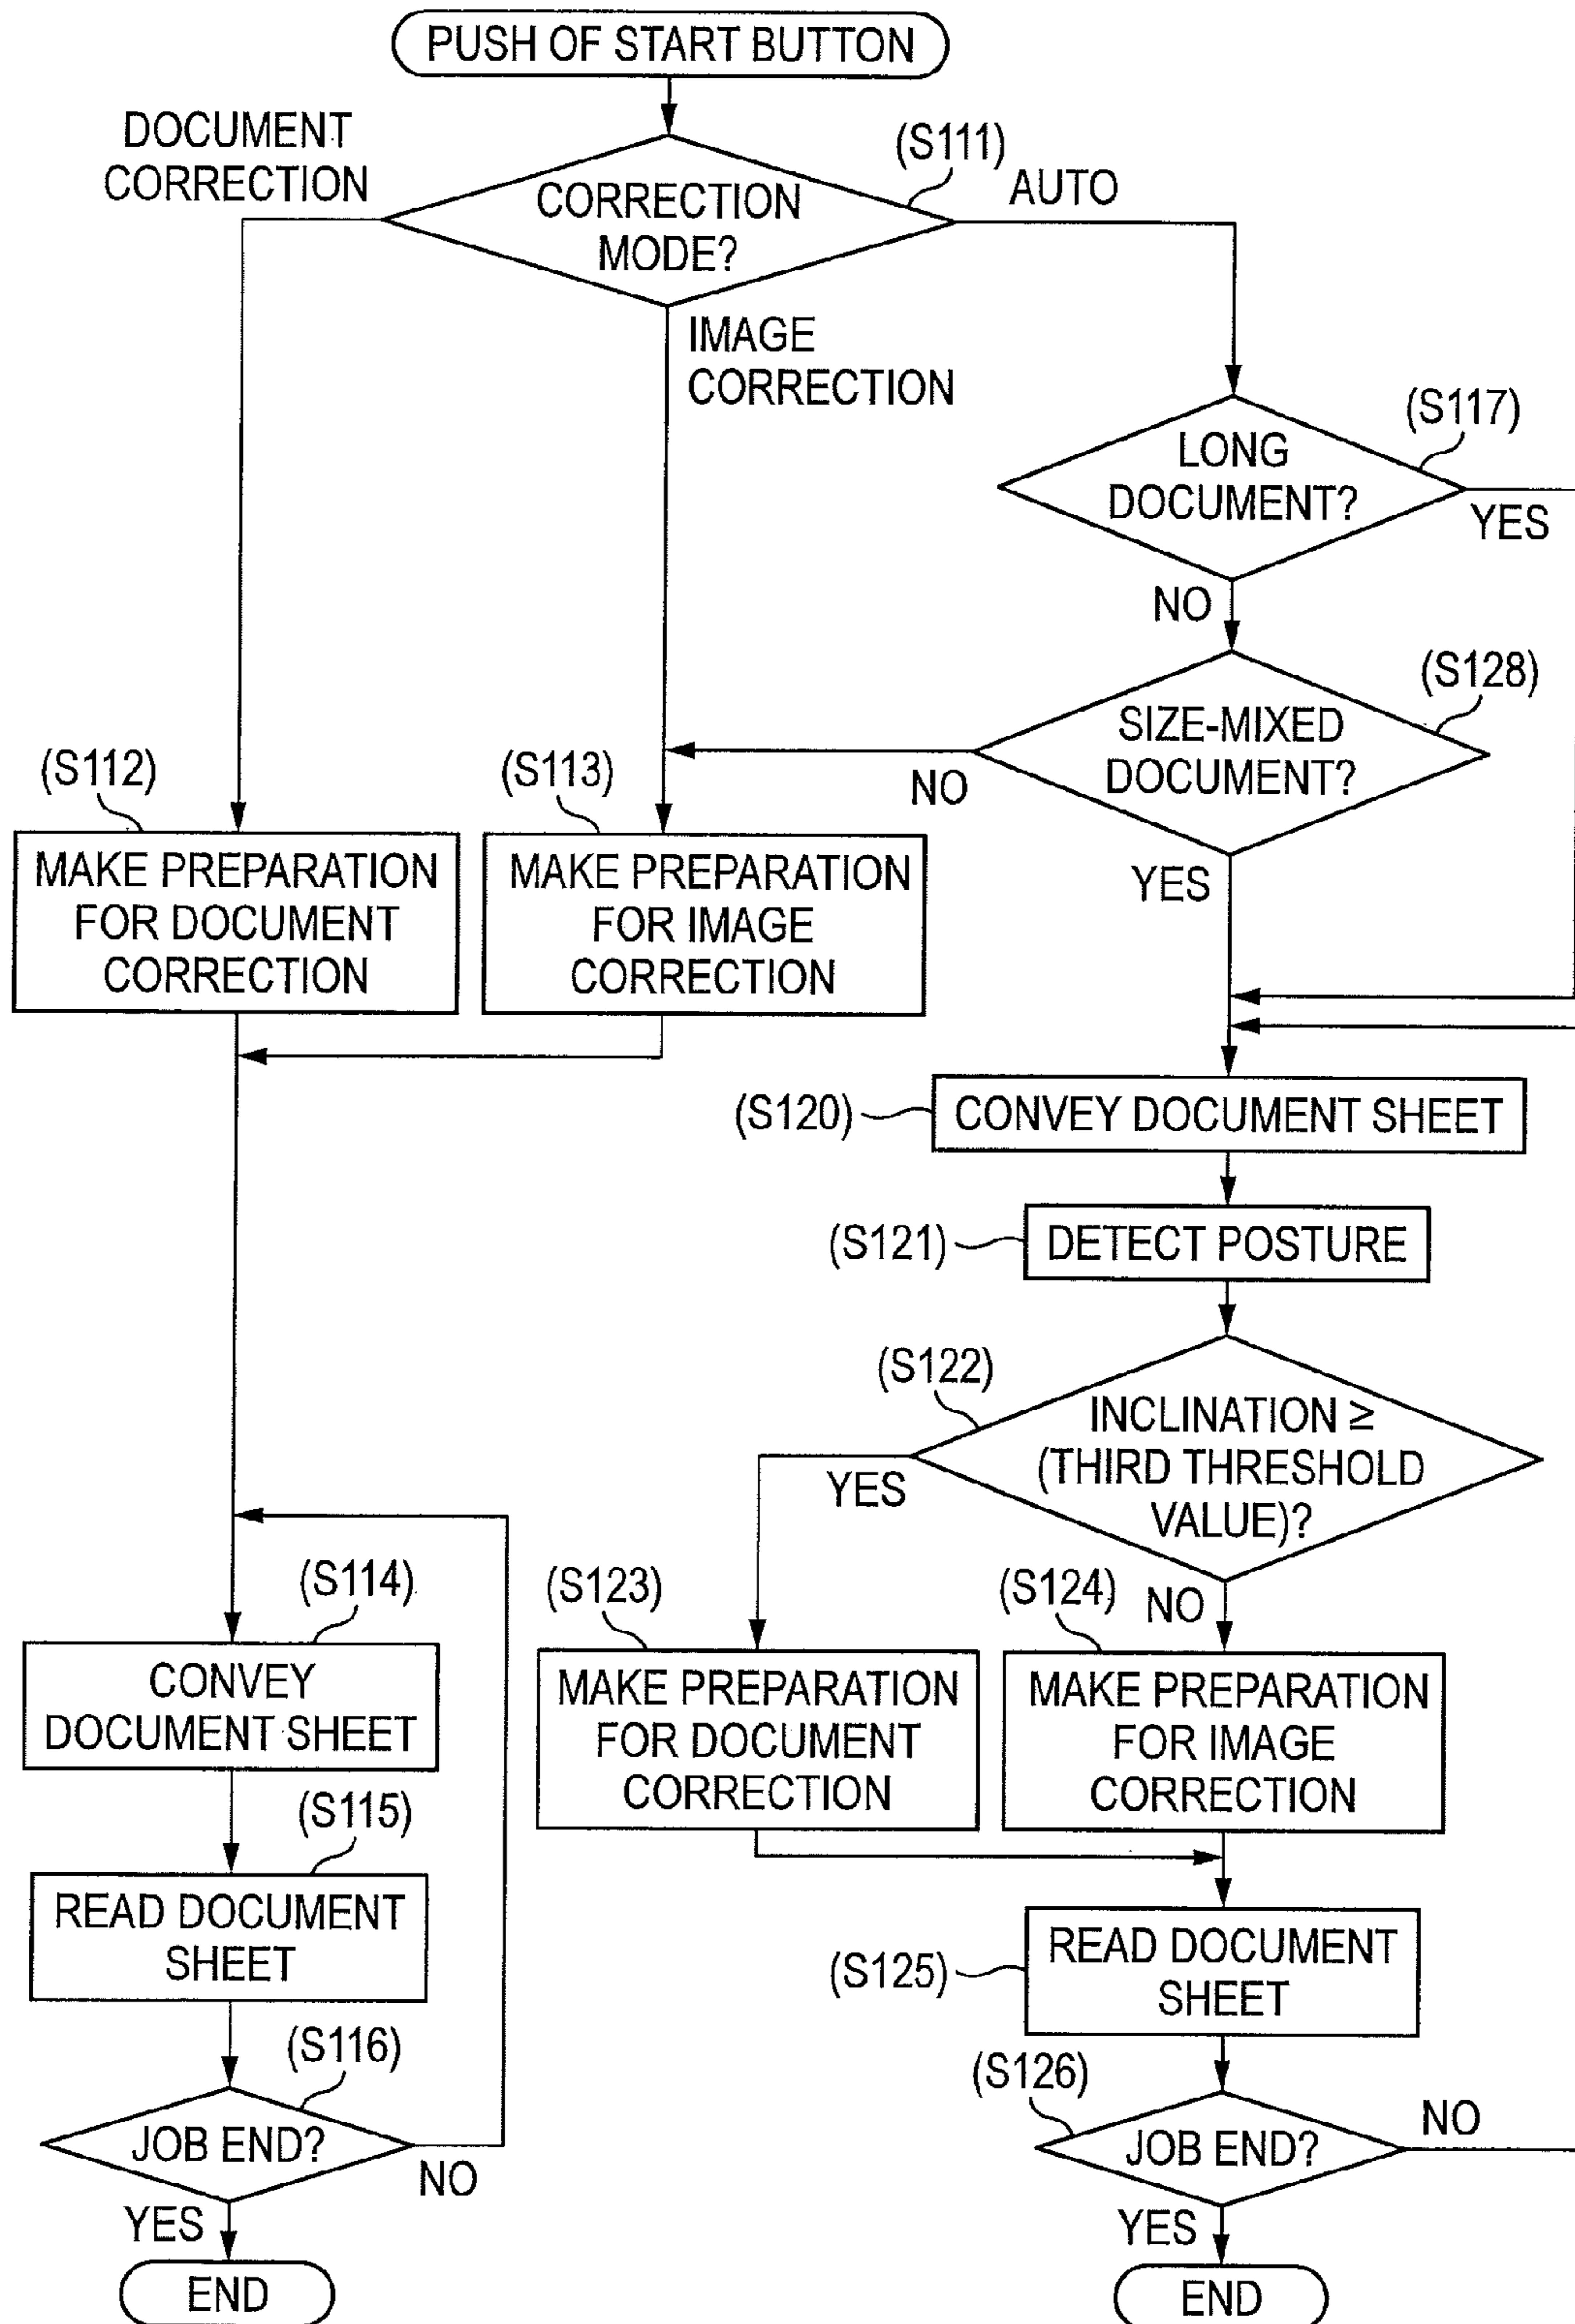 PUSH OF START BUTTON
DOCUMENT
CORRECTION
(S111)
AUTO
CORRECTION
MODE?
IMAGE
CORRECTION
(S117)
LONG
DOCUMENT?
YES
NO
(S128)
SIZE-MIXED
DOCUMENT?
NO
YES
(S112)
MAKE PREPARATION
FOR DOCUMENT
CORRECTION
(S113)
MAKE PREPARATION
FOR IMAGE
CORRECTION
(S120)
CONVEY DOCUMENT SHEET
(S121)
DETECT POSTURE
(S122)
INCLINATION ≥
(THIRD THRESHOLD
VALUE)?
YES
NO
(S114)
CONVEY
DOCUMENT SHEET
(S123)
MAKE PREPARATION
FOR DOCUMENT
CORRECTION
(S124)
MAKE PREPARATION
FOR IMAGE
CORRECTION
(S115)
READ DOCUMENT
SHEET
(S125)
READ DOCUMENT
SHEET
(S116)
JOB END?
NO
YES
END
(S126)
JOB END?
NO
YES
END